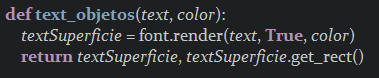 def text_objetos(text, color):
    textSuperficie = font.render(text, True, color)
    return textSuperficie, textSuperficie.get_rect()